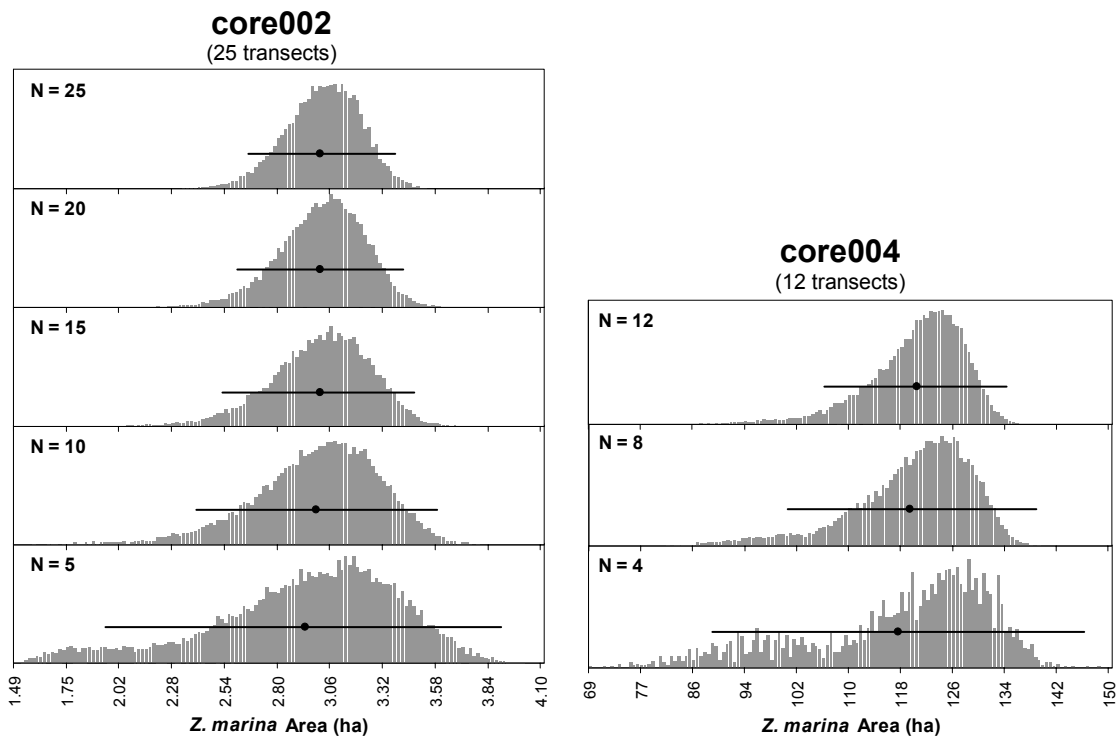 core002
(25 transects)
N = 25
N = 20
N = 15
N = 10
N = 5
1.49 1.75 2.02 2.28 2.54 2.80 3.06 3.32 3.58 3.84 4.10
Z. marina Area (ha)
core004
(12 transects)
N = 12
N = 8
N = 4
69 77 86 94 102 110 118 126 134 142 150
Z. marina Area (ha)